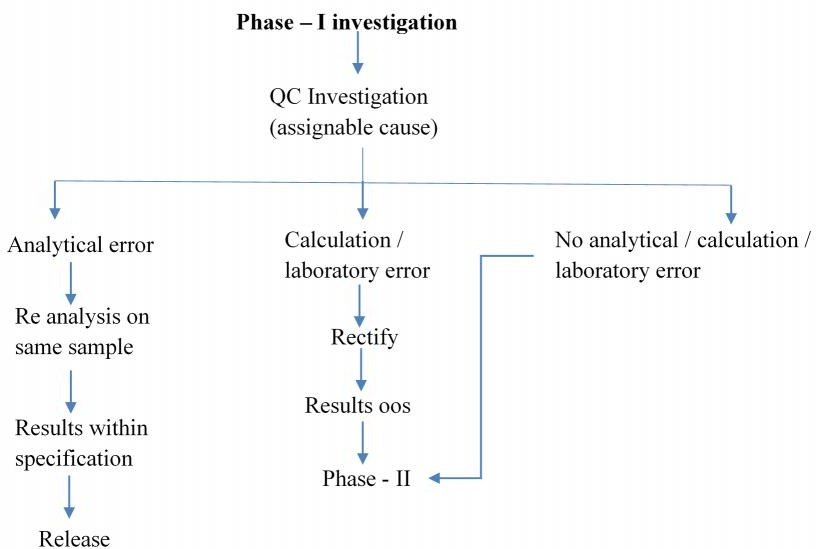 Phase – I investigation
QC Investigation
(assignable cause)
Analytical error
Re analysis on
same sample
Results within
specification
Release
Calculation /
laboratory error
Rectify
Results oos
Phase - II
No analytical / calculation /
laboratory error